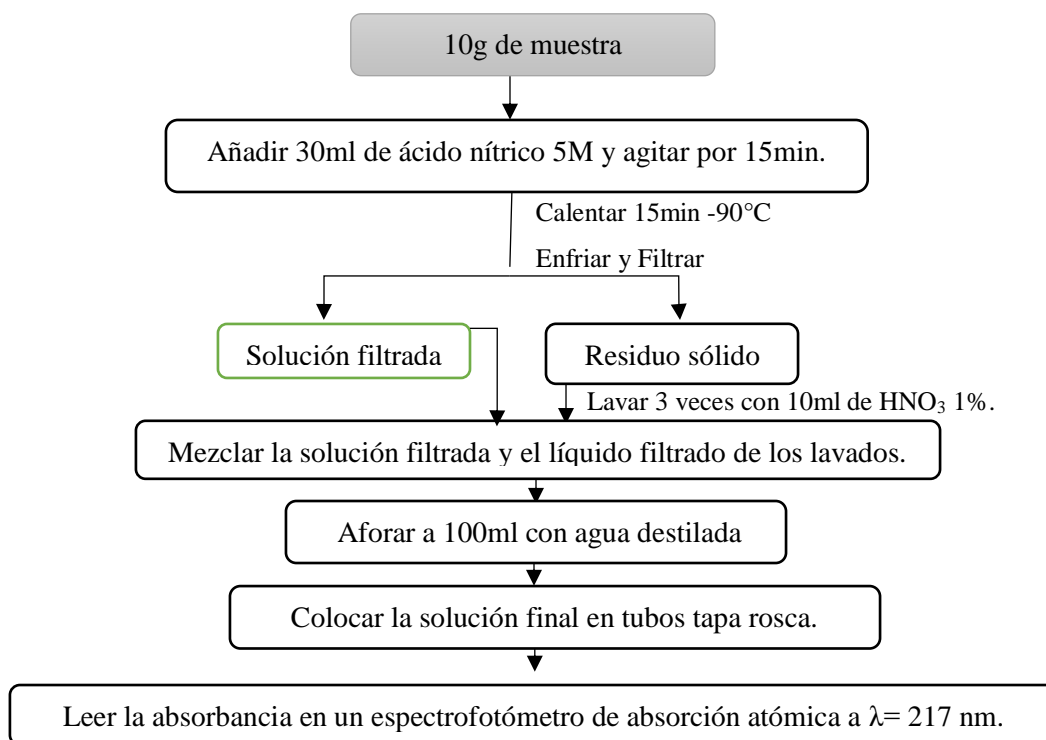 10g de muestra
Añadir 30ml de ácido nítrico 5M y agitar por 15min.
Calentar 15min -90°C
Enfriar y Filtrar
Solución filtrada
Residuo sólido
Lavar 3 veces con 10ml de HNO₃ 1%.
Mezclar la solución filtrada y el líquido filtrado de los lavados.
Aforar a 100ml con agua destilada
Colocar la solución final en tubos tapa rosca.
Leer la absorbancia en un espectrofotómetro de absorción atómica a λ= 217 nm.